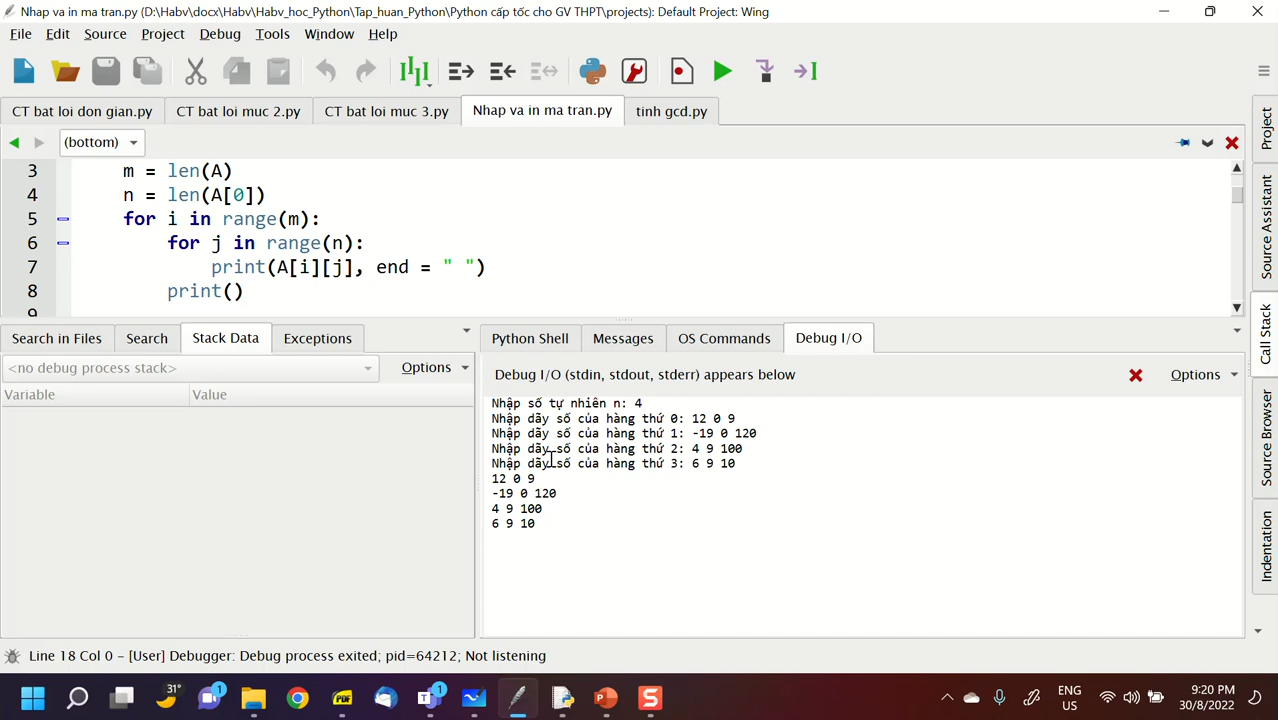 Nhap va in ma tran.py (D:\Habv\docx\Habv\Habv_hoc_Python\Tap_huan_Python\Python cấp tốc cho GV THPT\projects): Default Project: Wing
File Edit Source Project Debug Tools Window Help
CT bat loi don gian.py CT bat loi muc 2.py CT bat loi muc 3.py Nhap va in ma tran.py tinh gcd.py
(bottom)
3 m = len(A)
4 n = len(A[0])
5 for i in range(m):
6 for j in range(n):
7 print(A[i][j], end = " ")
8 print()
9
Project
Source Assistant
Call Stack
Source Browser
Indentation
Search in Files Search Stack Data Exceptions
<no debug process stack> Options
Variable Value
Python Shell Messages OS Commands Debug I/O
Debug I/O (stdin, stdout, stderr) appears below Options
Nhập số tự nhiên n: 4
Nhập dãy số của hàng thứ 0: 12 0 9
Nhập dãy số của hàng thứ 1: -19 0 120
Nhập dãy số của hàng thứ 2: 4 9 100
Nhập dãy số của hàng thứ 3: 6 9 10
12 0 9
-19 0 120
4 9 100
6 9 10
Line 18 Col 0 – [User] Debugger: Debug process exited; pid=64212; Not listening
31°
1
PDF
1
ENG
US
9:20 PM
30/8/2022